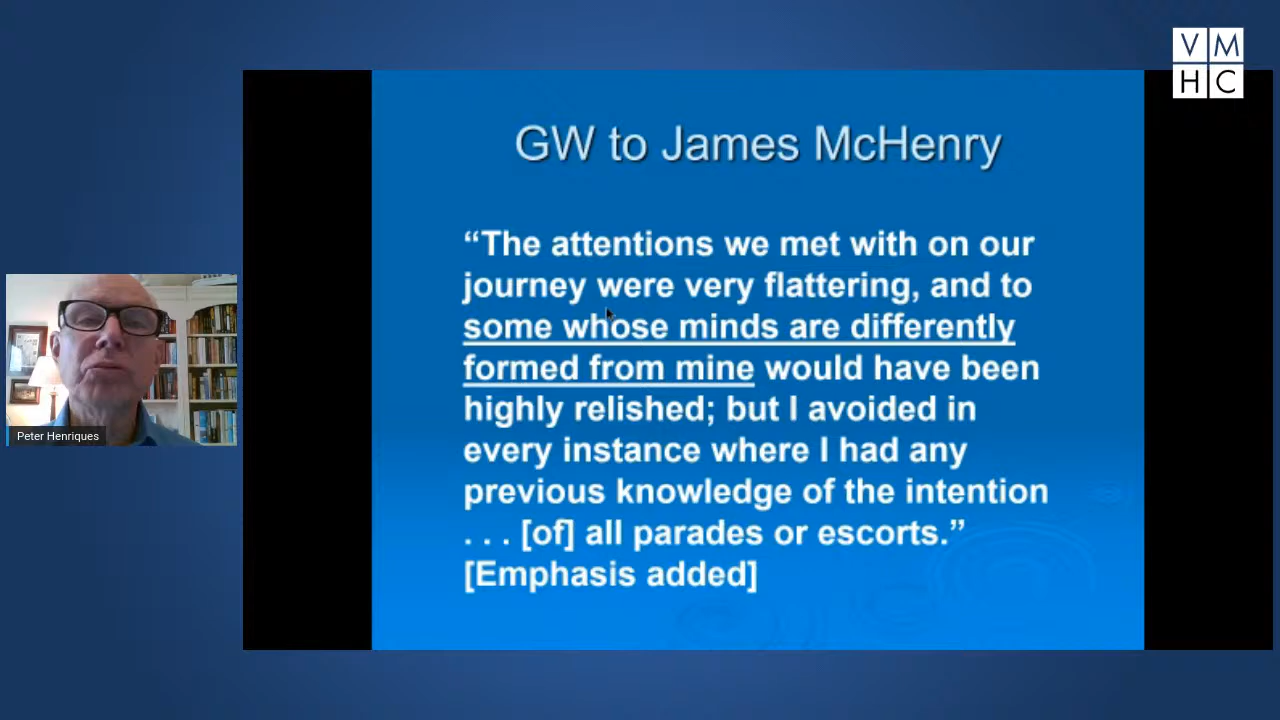 VM
HC
GW to James McHenry
“The attentions we met with on our
journey were very flattering, and to
some whose minds are differently
formed from mine would have been
highly relished; but I avoided in
every instance where I had any
previous knowledge of the intention
. . . [of] all parades or escorts.”
[Emphasis added]
Peter Henriques